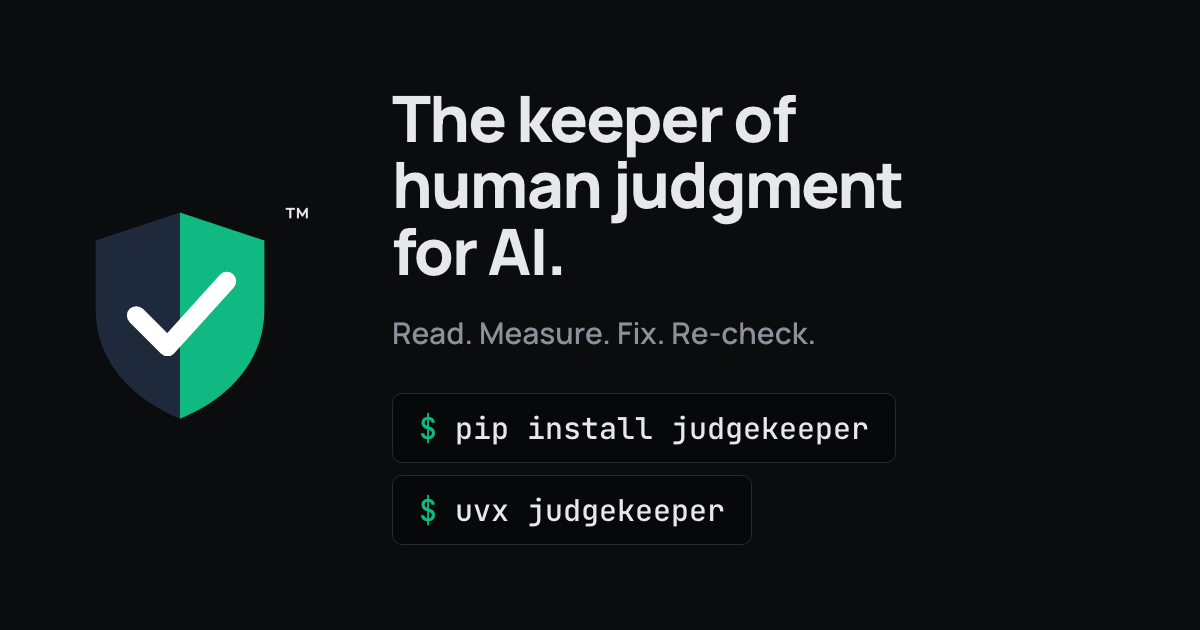 The keeper of
human judgment
for AI.
TM
Read. Measure. Fix. Re-check.
$ pip install judgekeeper
$ uvx judgekeeper